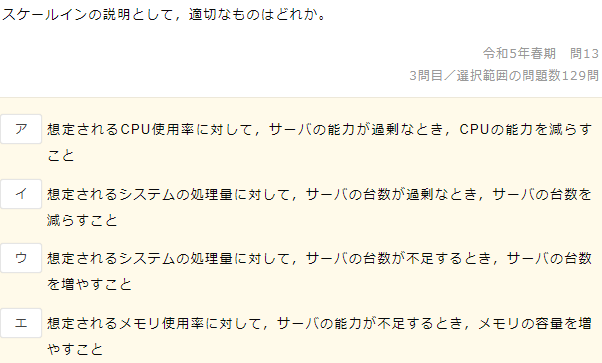 スケールインの説明として，適切なものはどれか。
令和5年春期　問13
3問目／選択範囲の問題数129問
ア 想定されるCPU使用率に対して，サーバの能力が過剰なとき，CPUの能力を減らす
こと
イ 想定されるシステムの処理量に対して，サーバの台数が過剰なとき，サーバの台数を
減らすこと
ウ 想定されるシステムの処理量に対して，サーバの台数が不足するとき，サーバの台数
を増やすこと
エ 想定されるメモリ使用率に対して，サーバの能力が不足するとき，メモリの容量を増
やすこと